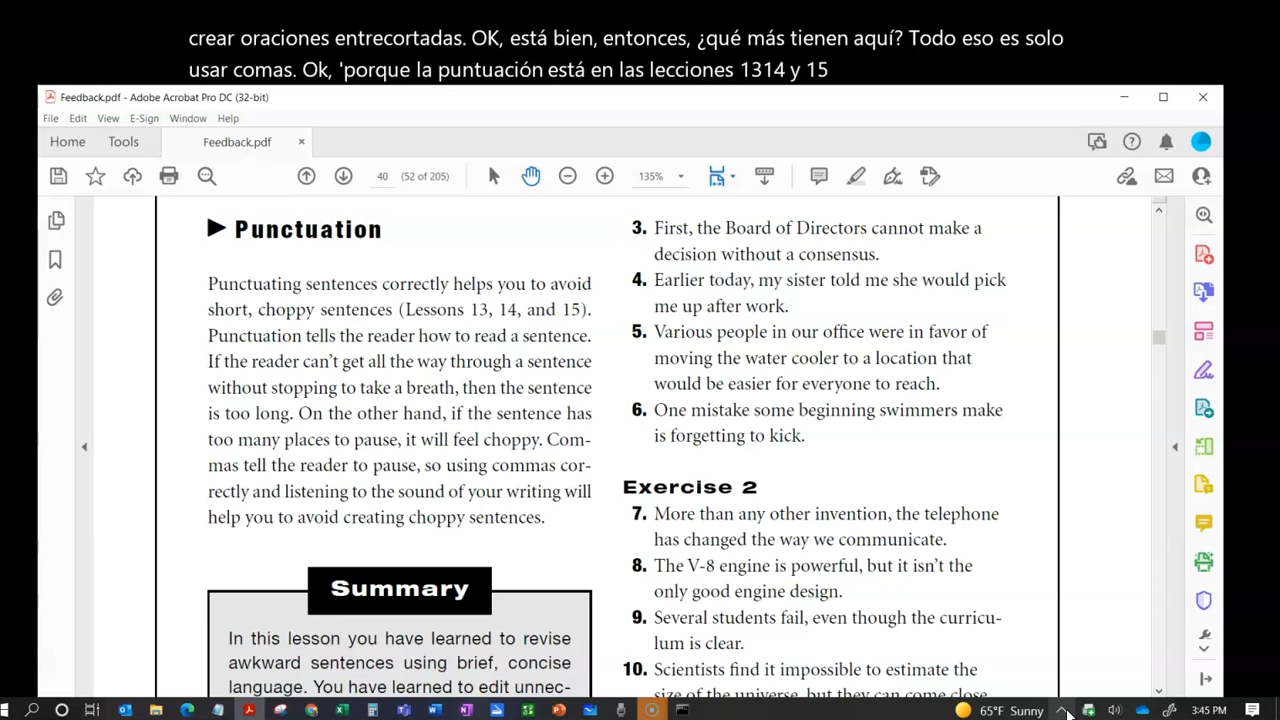 crear oraciones entrecortadas. OK, está bien, entonces, ¿qué más tienen aquí? Todo eso es solo
usar comas. Ok, 'porque la puntuación está en las lecciones 1314 y 15
Feedback.pdf - Adobe Acrobat Pro DC (32-bit)
File Edit View E-Sign Window Help
Home Tools Feedback.pdf ×
40 (52 of 205) 135%
Punctuation
Punctuating sentences correctly helps you to avoid
short, choppy sentences (Lessons 13, 14, and 15).
Punctuation tells the reader how to read a sentence.
If the reader can't get all the way through a sentence
without stopping to take a breath, then the sentence
is too long. On the other hand, if the sentence has
too many places to pause, it will feel choppy. Com-
mas tell the reader to pause, so using commas cor-
rectly and listening to the sound of your writing will
help you to avoid creating choppy sentences.
Summary
In this lesson you have learned to revise
awkward sentences using brief, concise
language. You have learned to edit unnec-
3. First, the Board of Directors cannot make a
decision without a consensus.
4. Earlier today, my sister told me she would pick
me up after work.
5. Various people in our office were in favor of
moving the water cooler to a location that
would be easier for everyone to reach.
6. One mistake some beginning swimmers make
is forgetting to kick.
Exercise 2
7. More than any other invention, the telephone
has changed the way we communicate.
8. The V-8 engine is powerful, but it isn't the
only good engine design.
9. Several students fail, even though the curricu-
lum is clear.
10. Scientists find it impossible to estimate the
size of the universe, but they can come close
65°F Sunny 3:45 PM